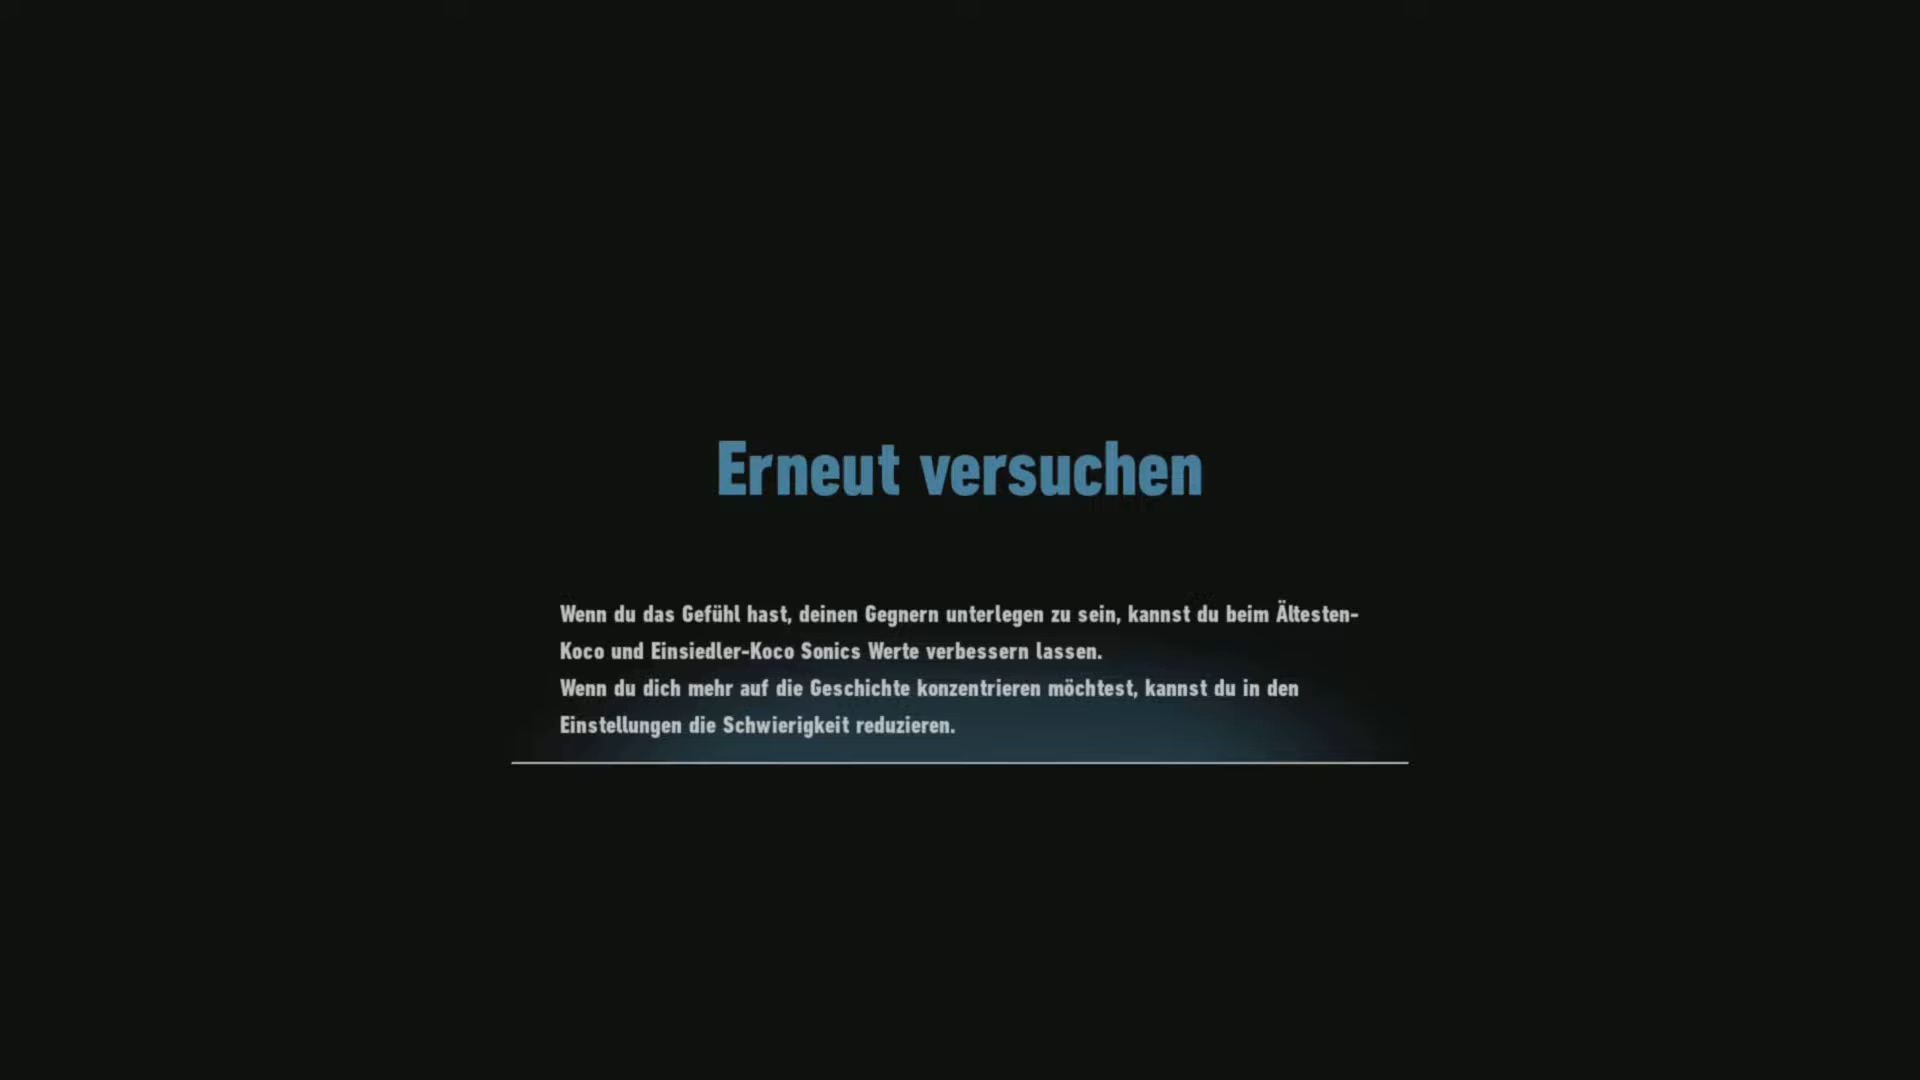 Erneut versuchen
Wenn du das Gefühl hast, deinen Gegnern unterlegen zu sein, kannst du beim Ältesten-
Koco und Einsiedler-Koco Sonics Werte verbessern lassen.
Wenn du dich mehr auf die Geschichte konzentrieren möchtest, kannst du in den
Einstellungen die Schwierigkeit reduzieren.